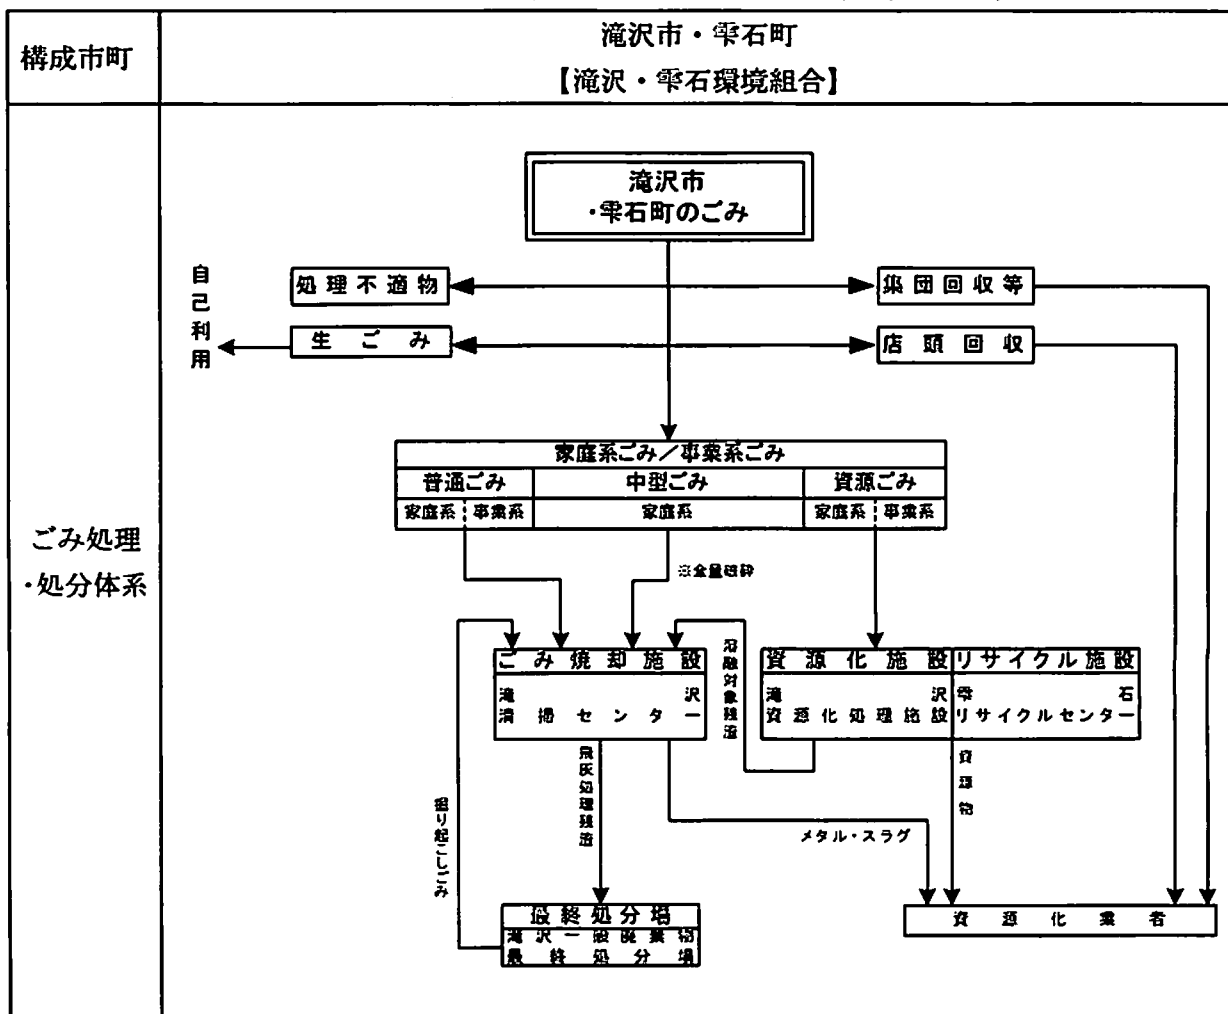 構成市町
滝沢市・雫石町
【滝沢・雫石環境組合】
ごみ処理
・処分体系
滝沢市
・雫石町のごみ
自己利用
処理不適物
集団回収等
生ごみ
店頭回収
家庭系ごみ／事業系ごみ
普通ごみ
中型ごみ
資源ごみ
家庭系
事業系
家庭系
家庭系
事業系
※全量破砕
ごみ焼却施設
滝沢
清掃センター
溶融対象残渣
資源化施設
滝沢
資源化処理施設
リサイクル施設
雫石
リサイクルセンター
飛灰処理残渣
資源物
掘り起こしごみ
メタル・スラグ
最終処分場
滝沢一般廃棄物
最終処分場
資源化業者